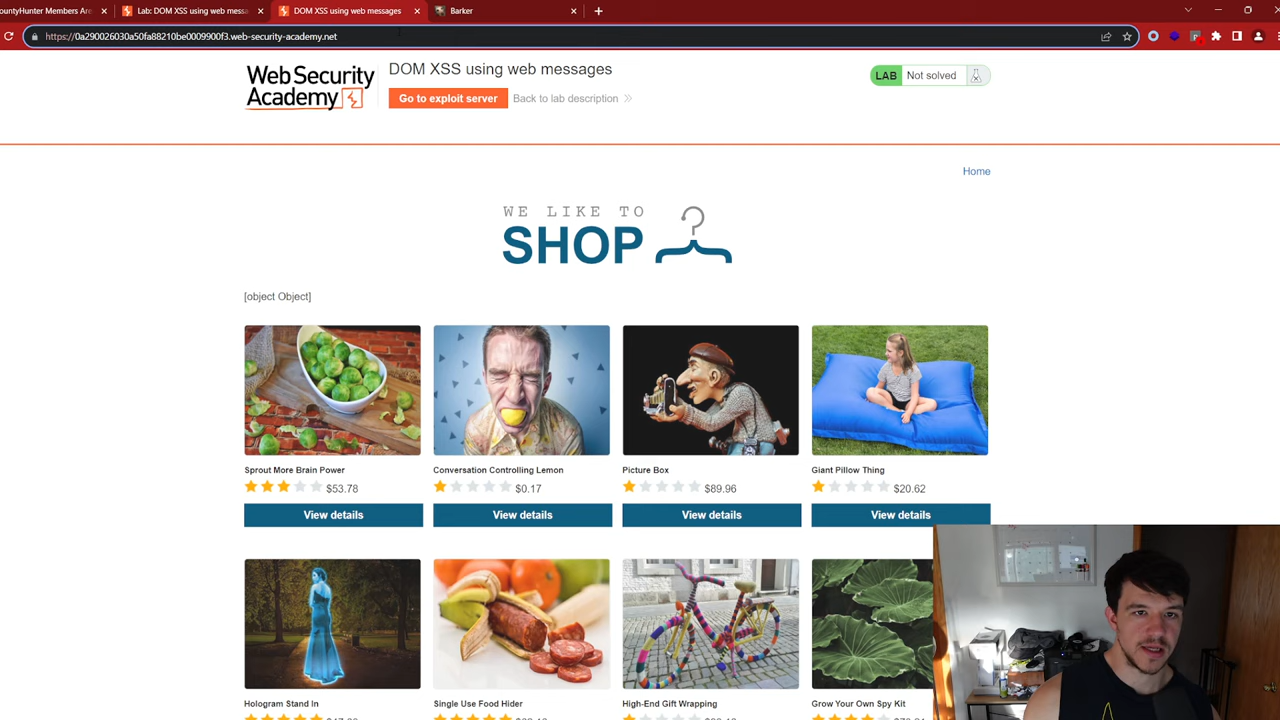 ountyHunter Members Are
Lab: DOM XSS using web messa
DOM XSS using web messages
Barker
https://0a290026030a50fa88210be0009900f3.web-security-academy.net
Web Security
Academy
DOM XSS using web messages
Go to exploit server
Back to lab description
LAB Not solved
Home
WE LIKE TO
SHOP
[object Object]
Sprout More Brain Power
Conversation Controlling Lemon
Picture Box
Giant Pillow Thing
$53.78
$0.17
$89.96
$20.62
View details
View details
View details
View details
Hologram Stand In
Single Use Food Hider
High-End Gift Wrapping
Grow Your Own Spy Kit